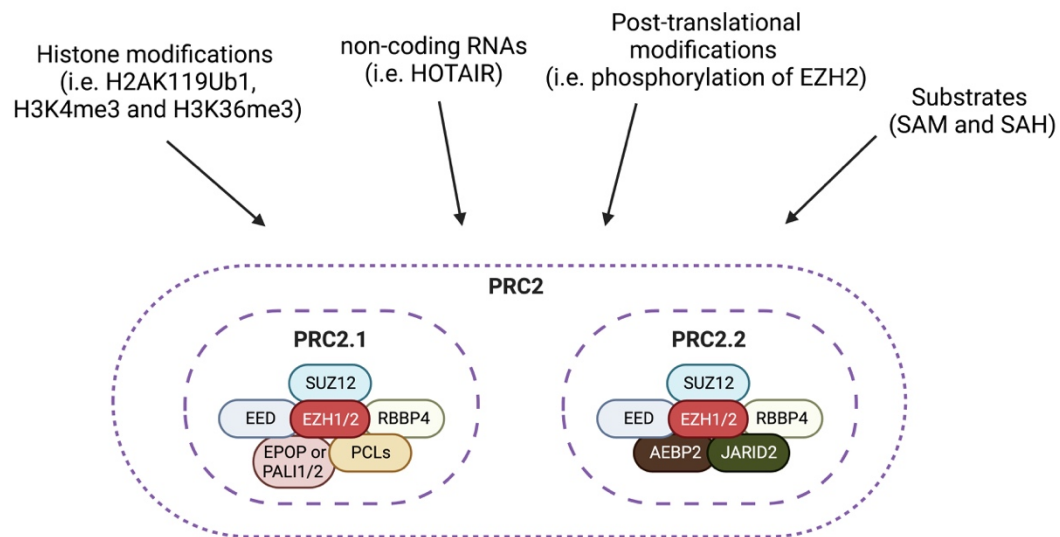 Histone modifications
(i.e. H2AK119Ub1,
H3K4me3 and H3K36me3)
non-coding RNAs
(i.e. HOTAIR)
Post-translational
modifications
(i.e. phosphorylation of EZH2)
Substrates
(SAM and SAH)
PRC2
PRC2.1
SUZ12
EED
EZH1/2
RBBP4
EPOP or
PALI1/2
PCLs
PRC2.2
SUZ12
EED
EZH1/2
RBBP4
AEBP2
JARID2